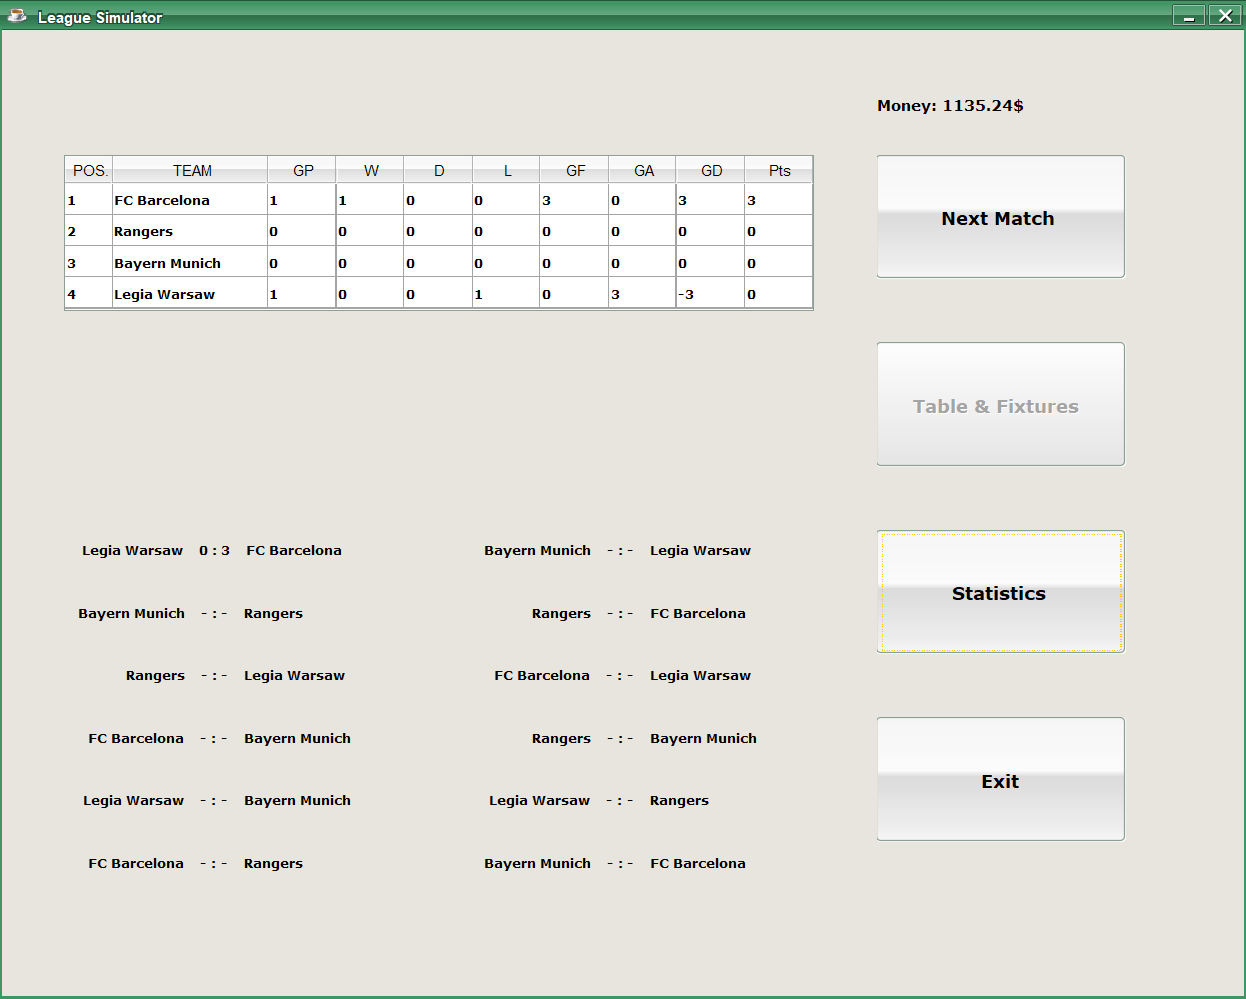 League Simulator
Money: 1135.24$
POS. TEAM GP W D L GF GA GD Pts
1 FC Barcelona 1 1 0 0 3 0 3 3
2 Rangers 0 0 0 0 0 0 0 0
3 Bayern Munich 0 0 0 0 0 0 0 0
4 Legia Warsaw 1 0 0 1 0 3 -3 0
Next Match
Table & Fixtures
Legia Warsaw 0 : 3 FC Barcelona
Bayern Munich - : - Rangers
Rangers - : - Legia Warsaw
FC Barcelona - : - Bayern Munich
Legia Warsaw - : - Bayern Munich
FC Barcelona - : - Rangers
Bayern Munich - : - Legia Warsaw
Rangers - : - FC Barcelona
FC Barcelona - : - Legia Warsaw
Rangers - : - Bayern Munich
Legia Warsaw - : - Rangers
Bayern Munich - : - FC Barcelona
Statistics
Exit